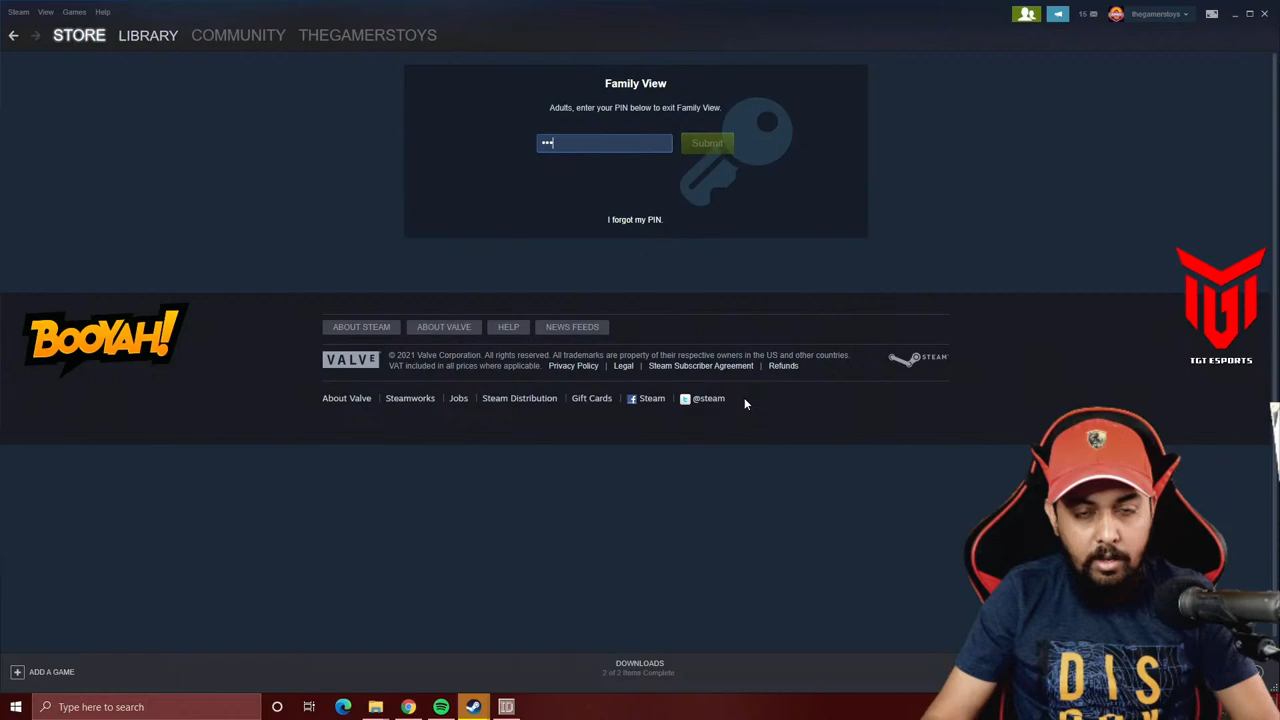 Steam View Games Help
15 thegamerstoys
STORE LIBRARY COMMUNITY THEGAMERSTOYS
Family View
Adults, enter your PIN below to exit Family View.
•••
Submit
I forgot my PIN.
BOOYAH!
TGT ESPORTS
ABOUT STEAM ABOUT VALVE HELP NEWS FEEDS
VALVE
© 2021 Valve Corporation. All rights reserved. All trademarks are property of their respective owners in the US and other countries.
VAT included in all prices where applicable. Privacy Policy | Legal | Steam Subscriber Agreement | Refunds
STEAM
About Valve | Steamworks | Jobs | Steam Distribution | Gift Cards | Steam | @steam
DIS
+ ADD A GAME
DOWNLOADS
2 of 2 Items Complete
Type here to search